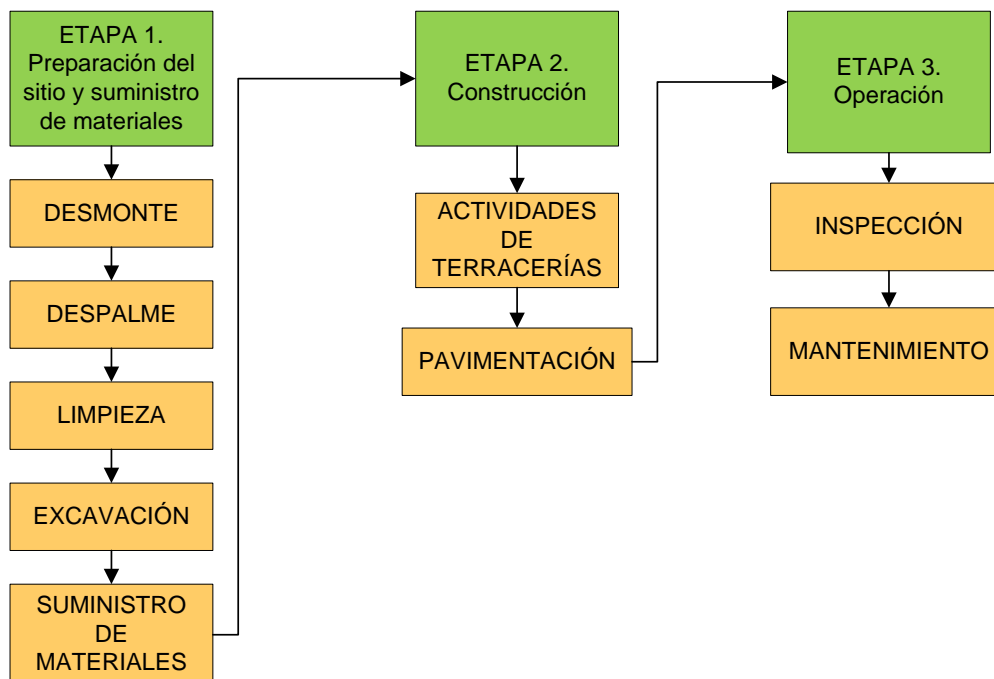 ETAPA 1.
Preparación del
sitio y suministro
de materiales
DESMONTE
DESPALME
LIMPIEZA
EXCAVACIÓN
SUMINISTRO
DE
MATERIALES
ETAPA 2.
Construcción
ACTIVIDADES
DE
TERRACERÍAS
PAVIMENTACIÓN
ETAPA 3.
Operación
INSPECCIÓN
MANTENIMIENTO